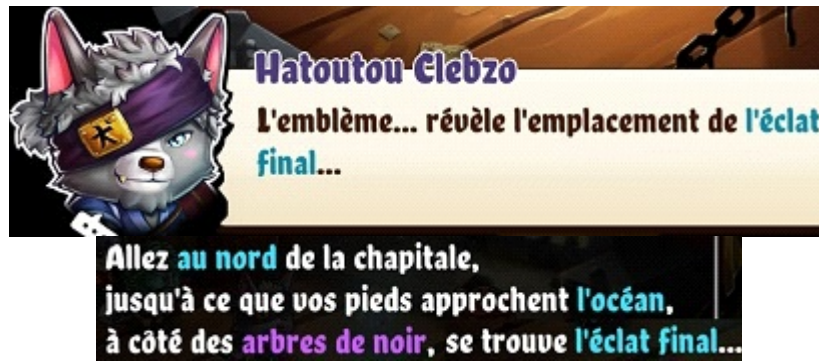 Hatoutou Clebzo
L'emblème... révèle l'emplacement de l'éclat
final...
Allez au nord de la chapitale,
jusqu'à ce que vos pieds approchent l'océan,
à côté des arbres de noir, se trouve l'éclat final...